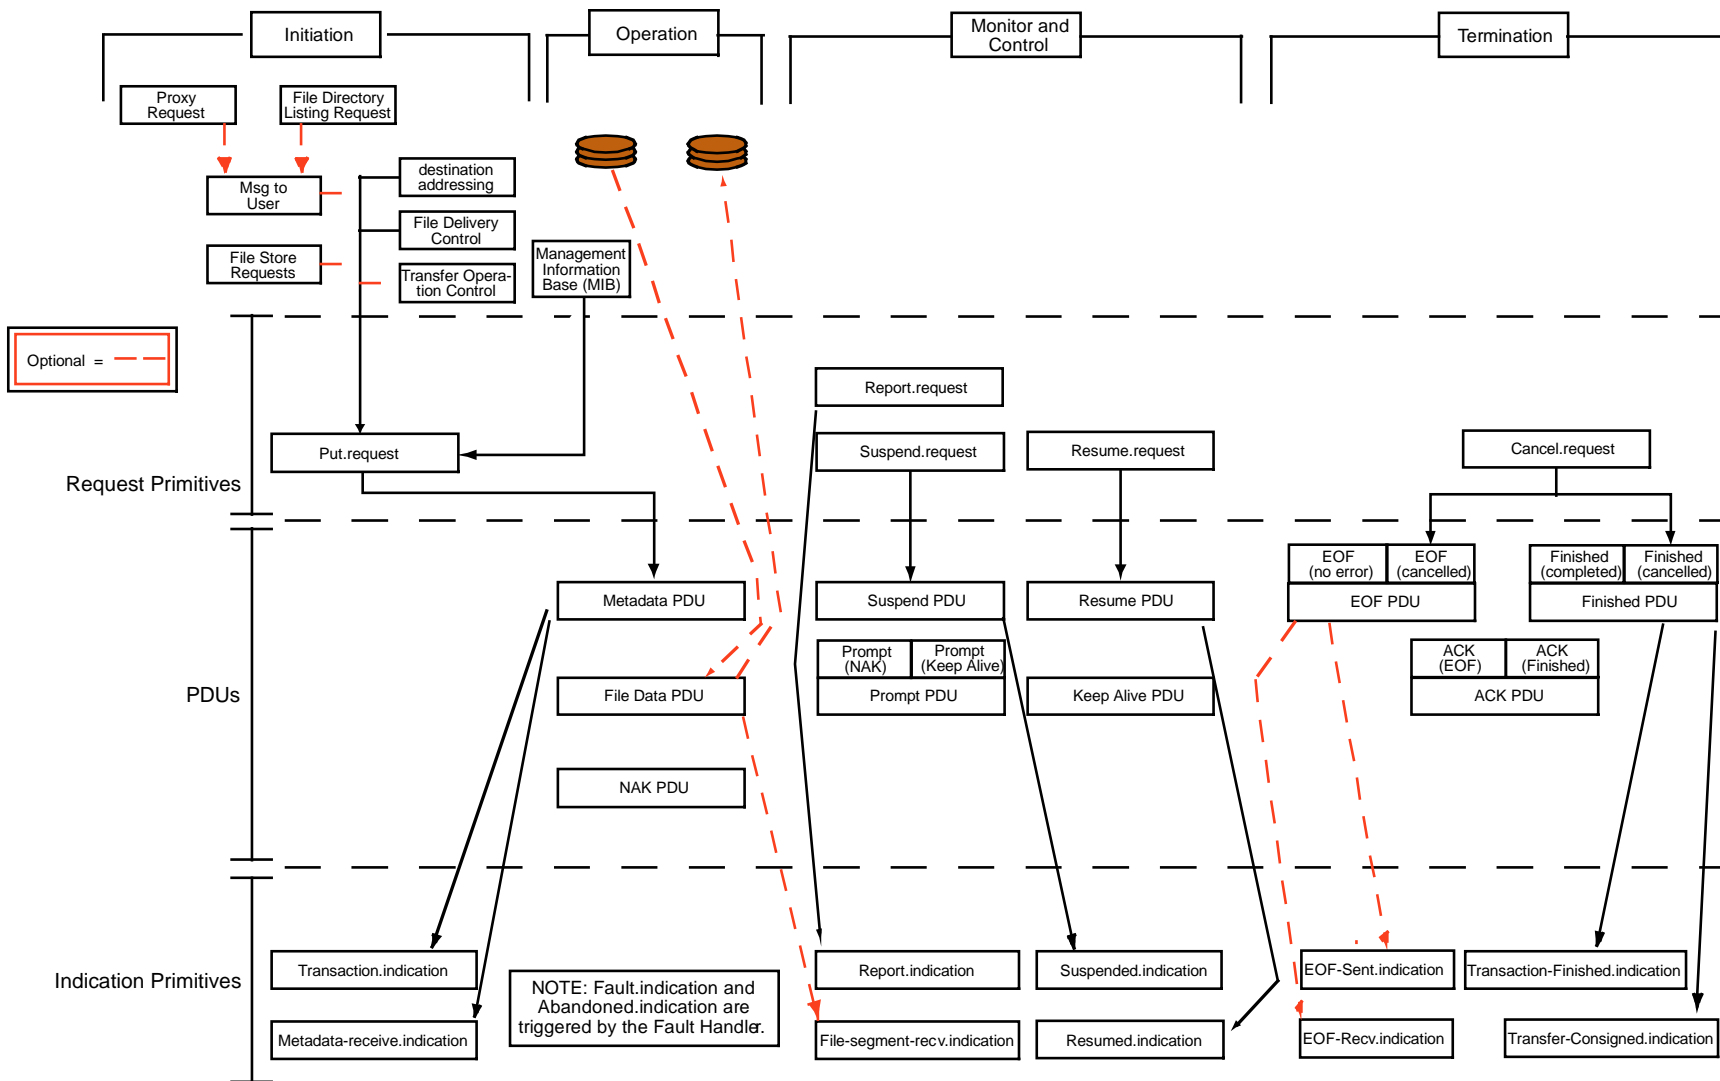 Initiation
Operation
Monitor and
Control
Termination
Proxy
Request
File Directory
Listing Request
Msg to
User
destination
addressing
File Delivery
Control
File Store
Requests
Transfer Opera-
tion Control
Management
Information
Base (MIB)
Optional =
Report.request
Put.request
Suspend.request
Resume.request
Cancel.request
Request Primitives
EOF
(no error)
EOF
(cancelled)
Finished
(completed)
Finished
(cancelled)
Metadata PDU
Suspend PDU
Resume PDU
EOF PDU
Finished PDU
Prompt
(NAK)
Prompt
(Keep Alive)
ACK
(EOF)
ACK
(Finished)
PDUs
File Data PDU
Prompt PDU
Keep Alive PDU
ACK PDU
NAK PDU
Indication Primitives
Transaction.indication
NOTE: Fault.indication and
Abandoned.indication are
triggered by the Fault Handler.
Report.indication
Suspended.indication
EOF-Sent.indication
Transaction-Finished.indication
Metadata-receive.indication
File-segment-recv.indication
Resumed.indication
EOF-Recv.indication
Transfer-Consigned.indication